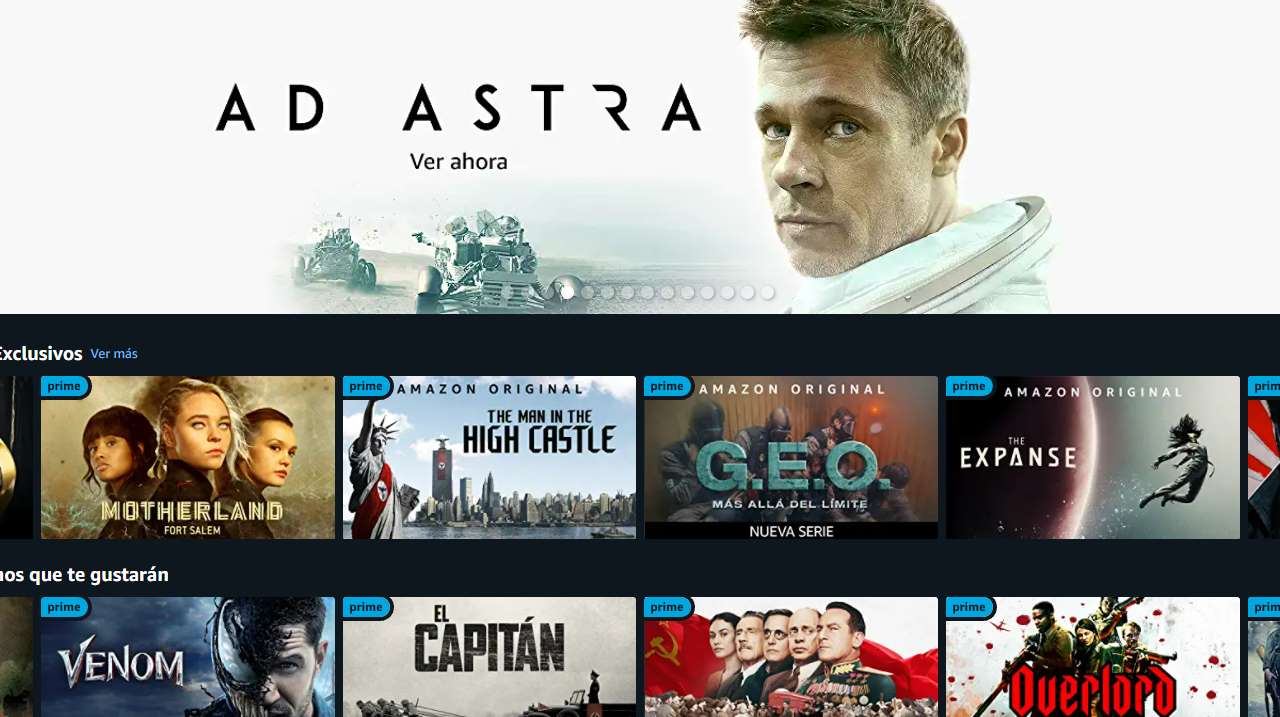 AD ASTRA
Ver ahora
Exclusivos Ver más
prime
MOTHERLAND
FORT SALEM
prime
AMAZON ORIGINAL
THE MAN IN THE
HIGH CASTLE
prime
AMAZON ORIGINAL
G.E.O.
MÁS ALLÁ DEL LÍMITE
NUEVA SERIE
prime
AMAZON ORIGINAL
THE
EXPANSE
prim
nos que te gustarán
prime
VENOM
prime
EL
CAPITÁN
prime
prime
Overlord
prim